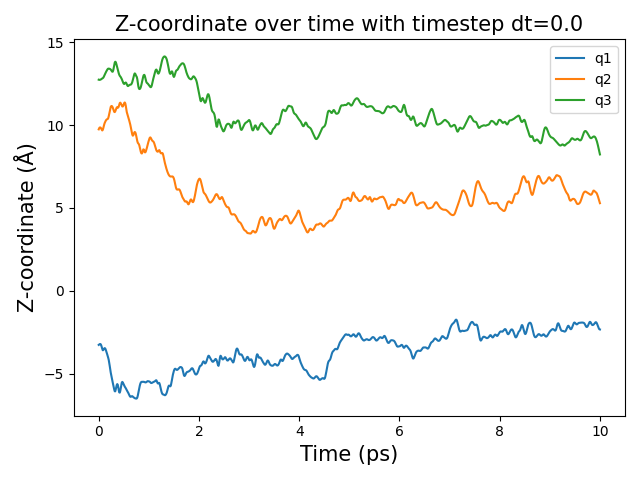 Z-coordinate over time with timestep dt=0.0
q1
q2
q3
15
10
5
0
−5
Z-coordinate (Å)
0
2
4
6
8
10
Time (ps)